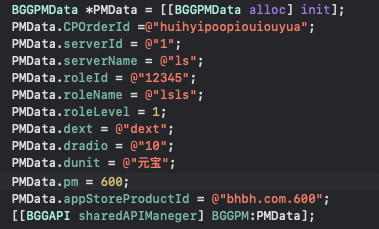 BGGPMData *PMData = [[BGGPMData alloc] init];
PMData.CPOrderId =@"huihyipoopiouiouyua";
PMData.serverId = @"1";
PMData.serverName = @"ls";
PMData.roleId = @"12345";
PMData.roleName = @"lsls";
PMData.roleLevel = 1;
PMData.dext = @"dext";
PMData.dradio = @"10";
PMData.dunit = @"元宝";
PMData.pm = 600;
PMData.appStoreProductId = @"bhbh.com.600";
[[BGGAPI sharedAPIManeger] BGGPM:PMData];